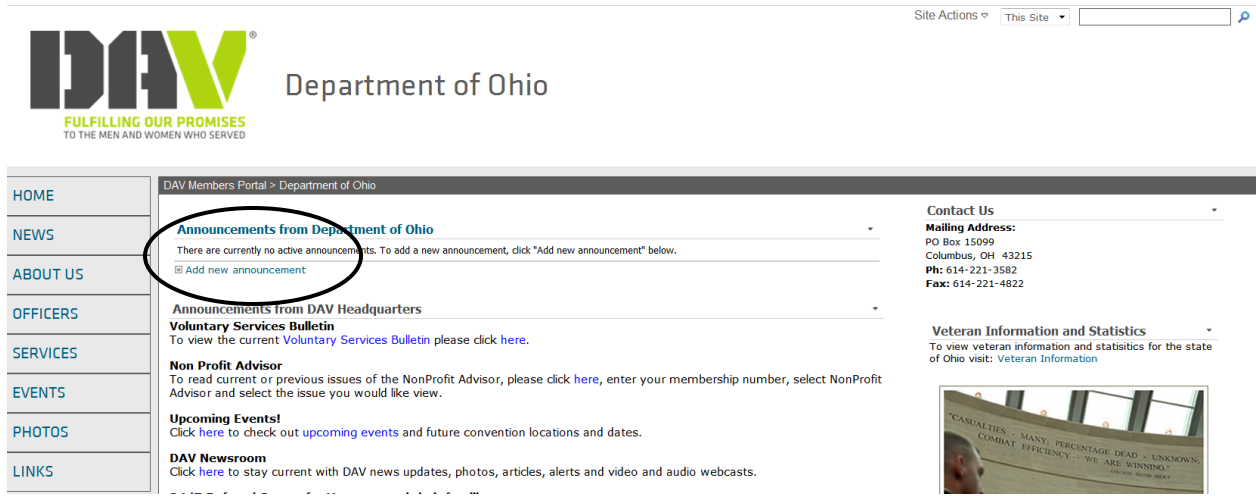 Site Actions
This Site
DAV®
FULFILLING OUR PROMISES
TO THE MEN AND WOMEN WHO SERVED
Department of Ohio
HOME
NEWS
ABOUT US
OFFICERS
SERVICES
EVENTS
PHOTOS
LINKS
DAV Members Portal > Department of Ohio
Announcements from Department of Ohio
There are currently no active announcements. To add a new announcement, click "Add new announcement" below.
Add new announcement
Announcements from DAV Headquarters
Voluntary Services Bulletin
To view the current Voluntary Services Bulletin please click here.
Non Profit Advisor
To read current or previous issues of the NonProfit Advisor, please click here, enter your membership number, select NonProfit
Advisor and select the issue you would like view.
Upcoming Events!
Click here to check out upcoming events and future convention locations and dates.
DAV Newsroom
Click here to stay current with DAV news updates, photos, articles, alerts and video and audio webcasts.
Contact Us
Mailing Address:
PO Box 15099
Columbus, OH 43215
Ph: 614-221-3582
Fax: 614-221-4822
Veteran Information and Statistics
To view veteran information and statisitics for the state
of Ohio visit: Veteran Information
"CASUALTIES - MANY; PERCENTAGE DEAD - UNKNOWN;
COMBAT EFFICIENCY - WE ARE WINNING."